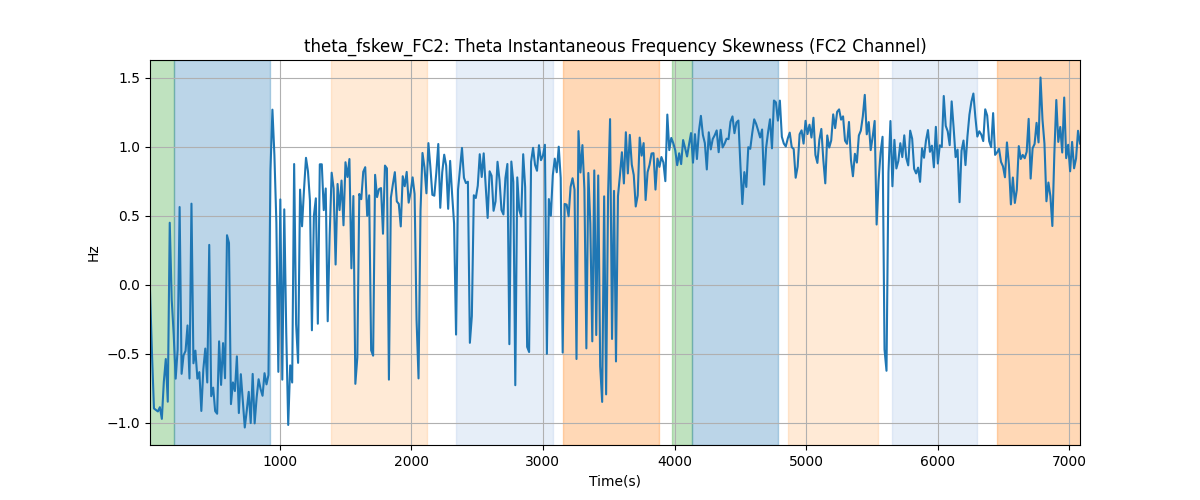 theta_fskew_FC2: Theta Instantaneous Frequency Skewness (FC2 Channel)
1.5
1.0
0.5
0.0
−0.5
−1.0
Hz
1000 2000 3000 4000 5000 6000 7000
Time(s)